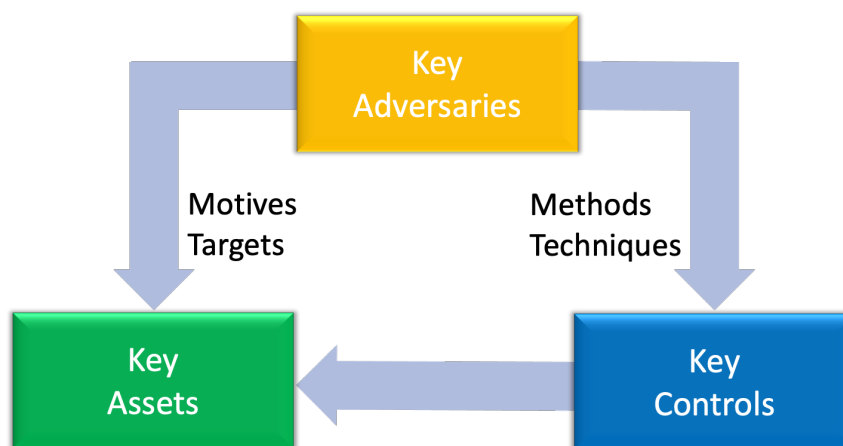 Key
Adversaries
Motives
Targets
Methods
Techniques
Key
Assets
Key
Controls